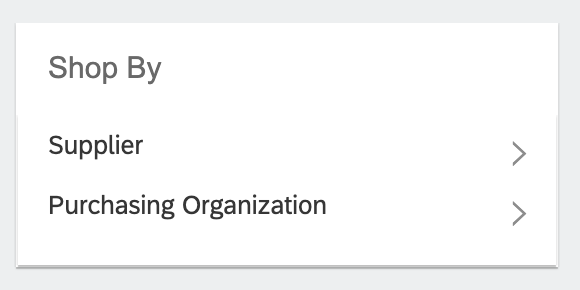 Shop By
Supplier
Purchasing Organization